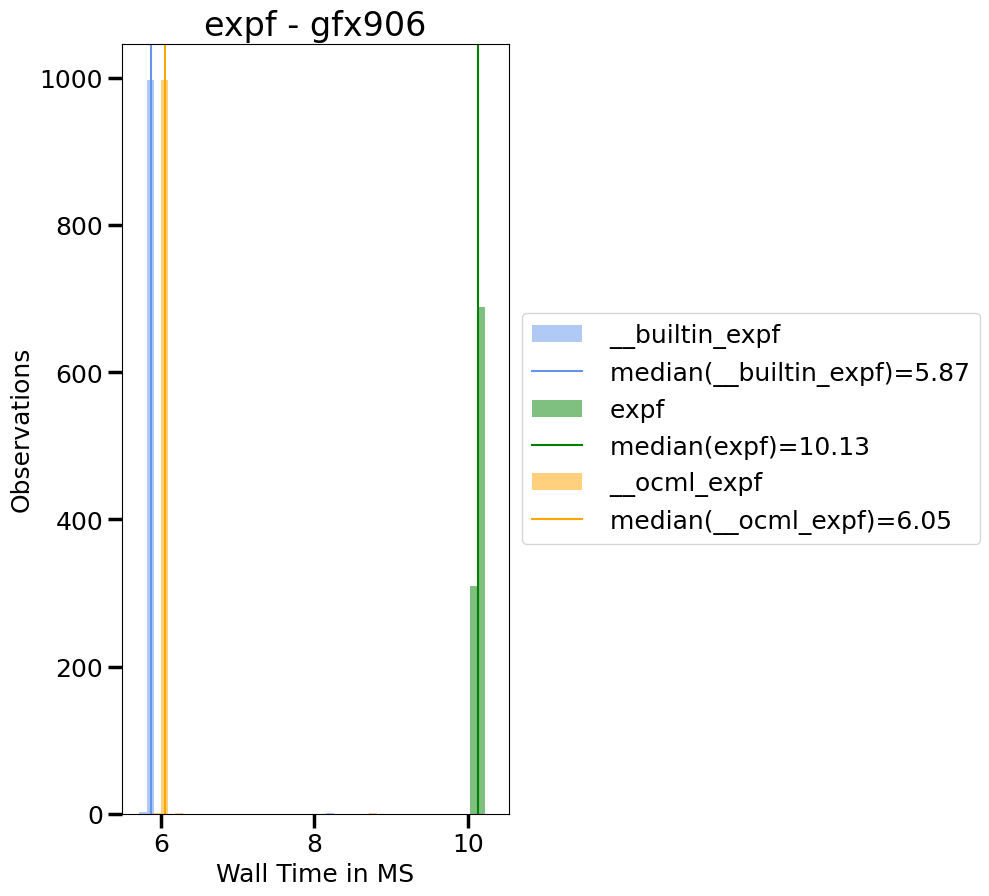 expf - gfx906
1000
800
600
400
200
0
Observations
6 8 10
Wall Time in MS
__builtin_expf
median(__builtin_expf)=5.87
expf
median(expf)=10.13
__ocml_expf
median(__ocml_expf)=6.05